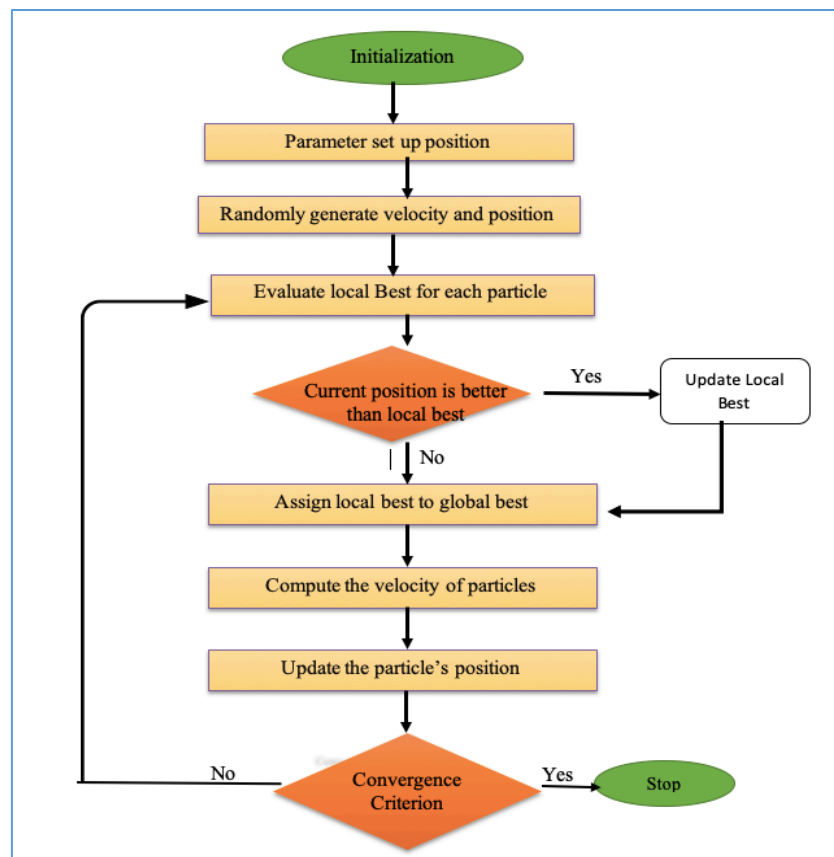 Initialization
Parameter set up position
Randomly generate velocity and position
Evaluate local Best for each particle
Current position is better
than local best
Yes
Update Local
Best
No
Assign local best to global best
Compute the velocity of particles
Update the particle’s position
Convergence
Criterion
No
Yes
Stop